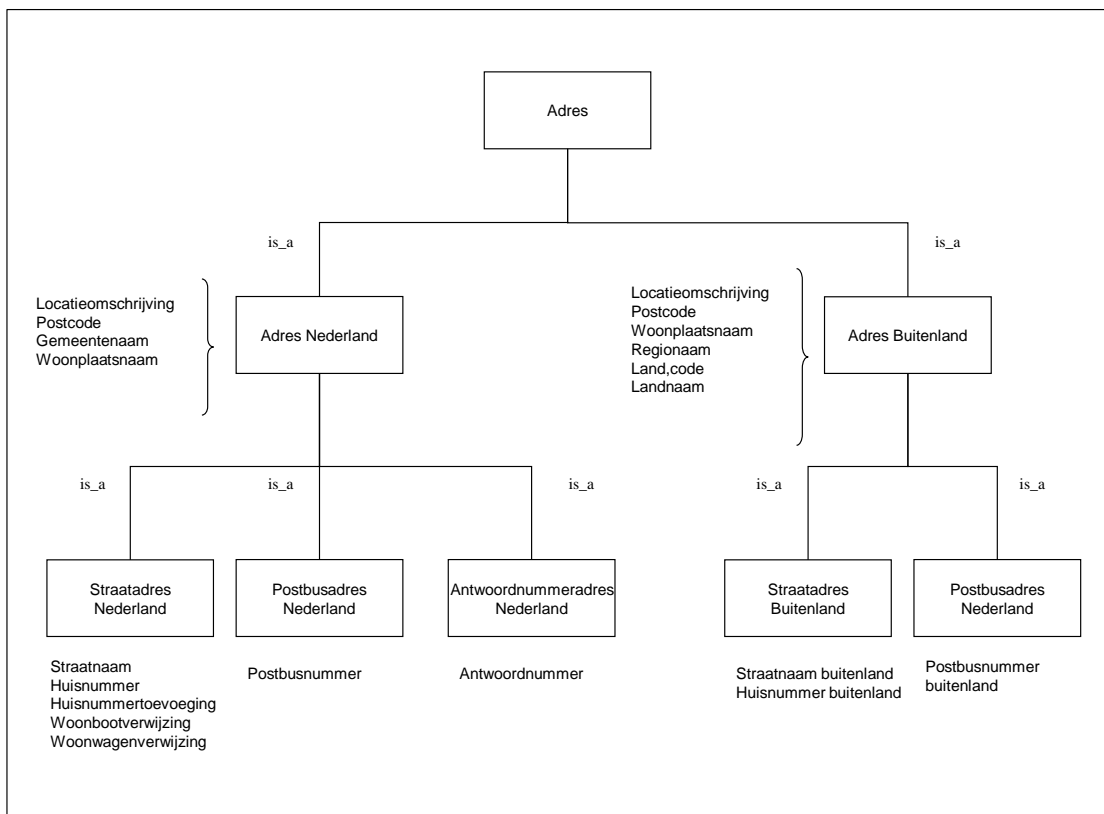 Adres
is_a
is_a
Locatieomschrijving
Postcode
Gemeentenaam
Woonplaatsnaam
Adres Nederland
Locatieomschrijving
Postcode
Woonplaatsnaam
Regionaam
Land,code
Landnaam
Adres Buitenland
is_a
is_a
is_a
is_a
is_a
Straatadres
Nederland
Postbusadres
Nederland
Antwoordnummeradres
Nederland
Straatadres
Buitenland
Postbusadres
Nederland
Straatnaam
Huisnummer
Huisnummertoevoeging
Woonbootverwijzing
Woonwagenverwijzing
Postbusnummer
Antwoordnummer
Straatnaam buitenland
Huisnummer buitenland
Postbusnummer
buitenland